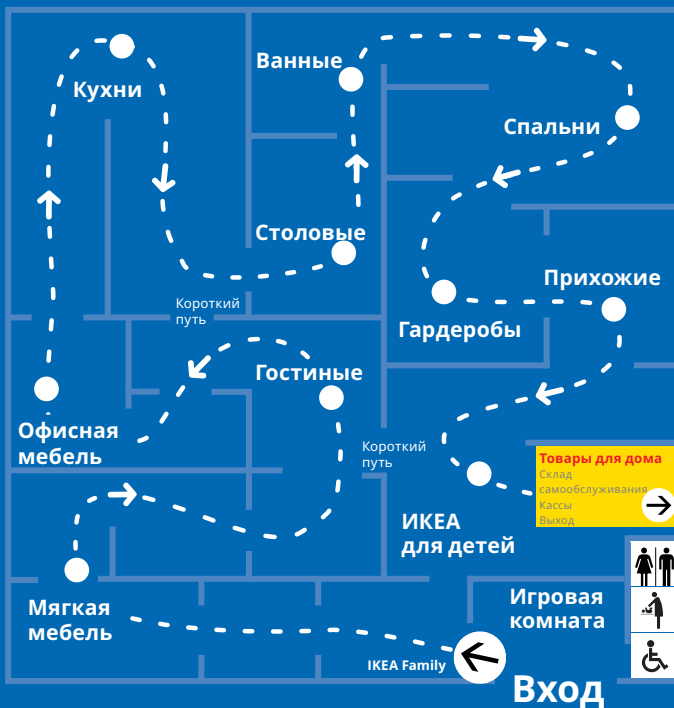 Ванные
Кухни
Спальни
Столовые
Прихожие
Короткий
путь
Гардеробы
Гостиные
Офисная
мебель
Короткий
путь
Товары для дома
Склад
самообслуживания
Кассы
Выход
ИКЕА
для детей
Мягкая
мебель
Игровая
комната
IKEA Family
Вход